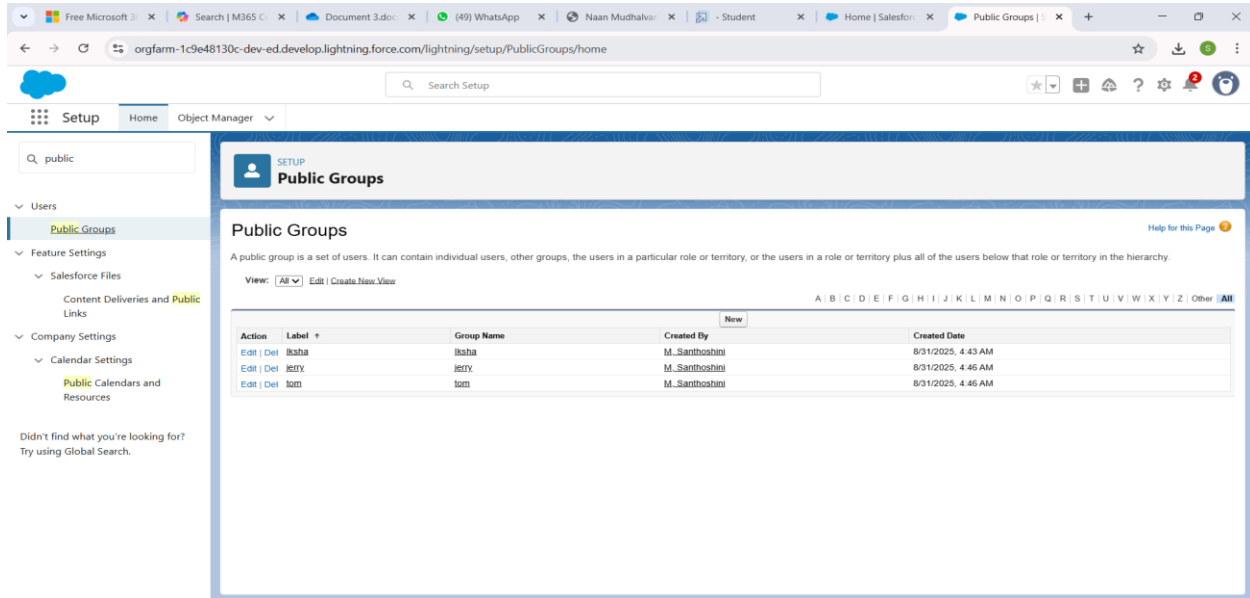 Free Microsoft 3
Search | M365 C
Document 3.doc
(49) WhatsApp
Naan Mudhalva
- Student
Home | Salesforc
Public Groups | S
orgfarm-1c9e48130c-dev-ed.develop.lightning.force.com/lightning/setup/PublicGroups/home
S
Search Setup
2
Setup
Home
Object Manager
public
SETUP
Public Groups
Users
Public Groups
Feature Settings
Salesforce Files
Content Deliveries and Public
Links
Company Settings
Calendar Settings
Public Calendars and
Resources
Didn't find what you're looking for?
Try using Global Search.
Public Groups
Help for this Page ?
A public group is a set of users. It can contain individual users, other groups, the users in a particular role or territory, or the users in a role or territory plus all of the users below that role or territory in the hierarchy.
View: All Edit | Create New View
A | B | C | D | E | F | G | H | I | J | K | L | M | N | O | P | Q | R | S | T | U | V | W | X | Y | Z | Other All
New
Action Label ↑ Group Name Created By Created Date
Edit | Del Iksha Iksha M, Santhoshini 8/31/2025, 4:43 AM
Edit | Del jerry jerry M, Santhoshini 8/31/2025, 4:46 AM
Edit | Del tom tom M, Santhoshini 8/31/2025, 4:46 AM